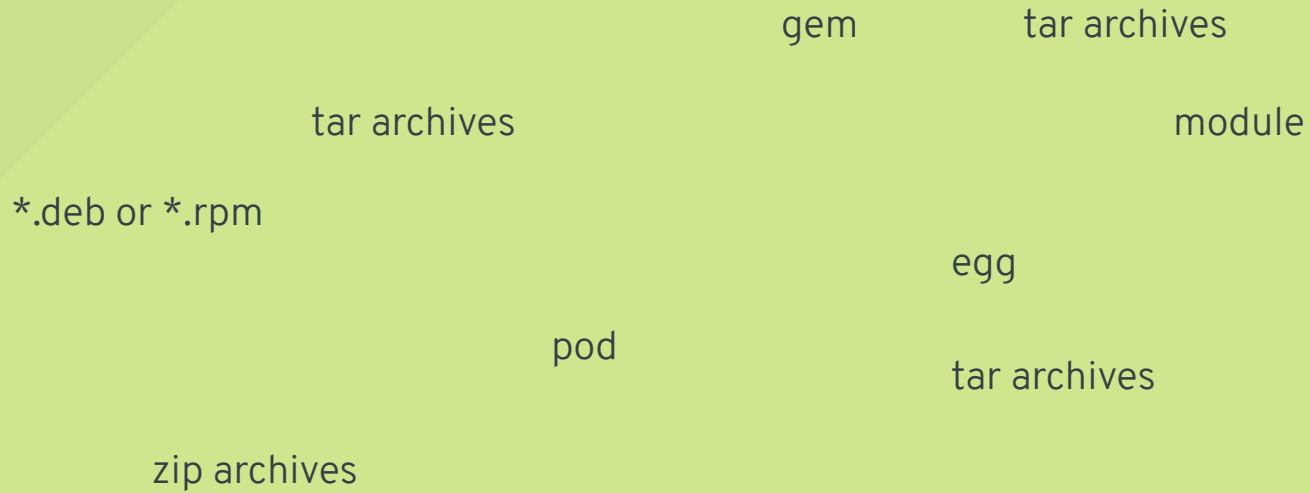 gem
tar archives
tar archives
module
*.deb or *.rpm
egg
pod
tar archives
zip archives